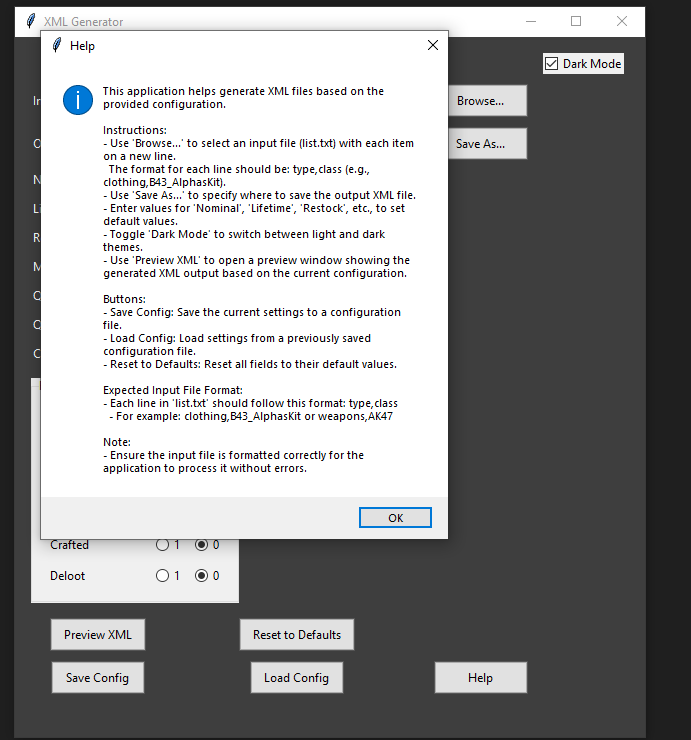 XML Generator
Help
Dark Mode
This application helps generate XML files based on the
provided configuration.
Instructions:
- Use 'Browse...' to select an input file (list.txt) with each item
on a new line.
The format for each line should be: type,class (e.g.,
clothing,B43_AlphasKit).
- Use 'Save As...' to specify where to save the output XML file.
- Enter values for 'Nominal', 'Lifetime', 'Restock', etc., to set
default values.
- Toggle 'Dark Mode' to switch between light and dark
themes.
- Use 'Preview XML' to open a preview window showing the
generated XML output based on the current configuration.
Buttons:
- Save Config: Save the current settings to a configuration
file.
- Load Config: Load settings from a previously saved
configuration file.
- Reset to Defaults: Reset all fields to their default values.
Expected Input File Format:
- Each line in 'list.txt' should follow this format: type,class
- For example: clothing,B43_AlphasKit or weapons,AK47
Note:
- Ensure the input file is formatted correctly for the
application to process it without errors.
OK
Browse...
Save As...
Crafted 1 0
Deloot 1 0
Preview XML Reset to Defaults
Save Config Load Config Help